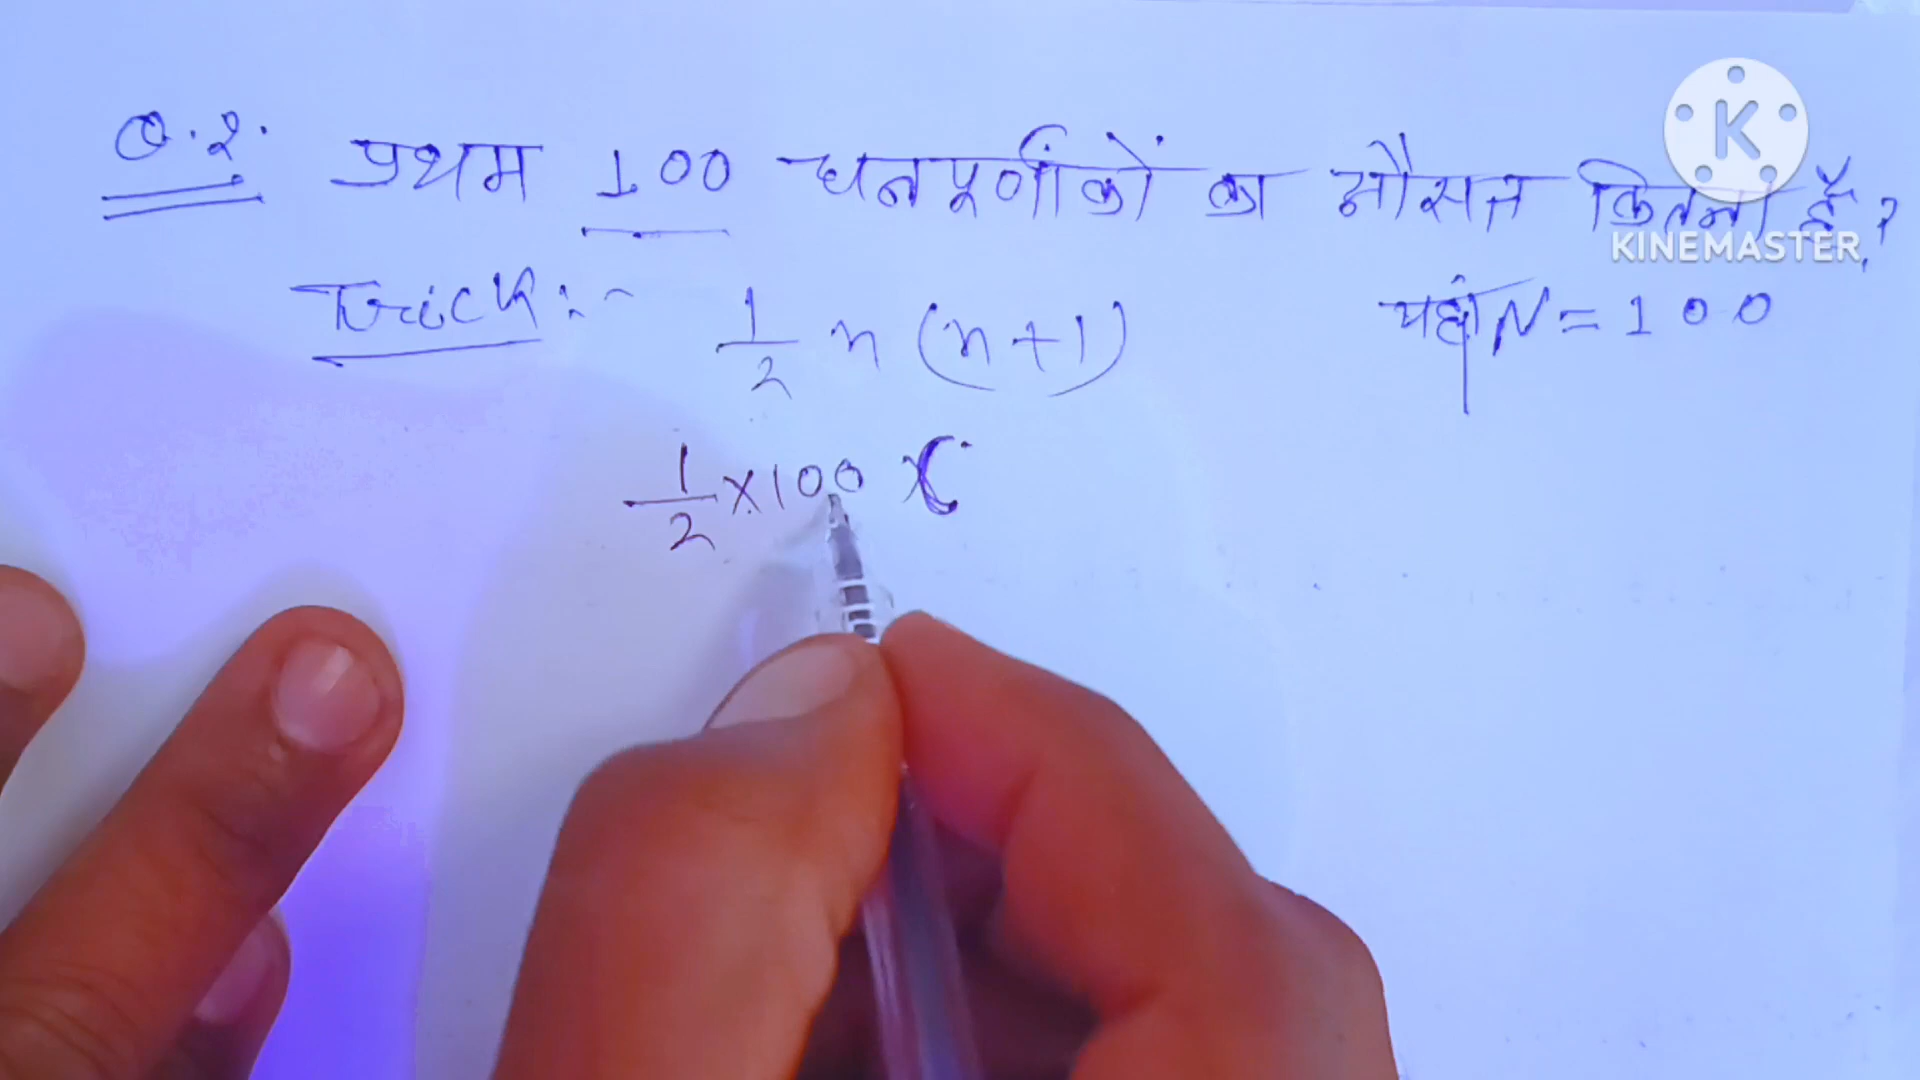 Q.2. प्रथम 100 धनपूर्णांकों का औसत कितना है?
Trick:- 1/2 n (n+1)
यहाँ N = 100
1/2 × 100 × (
K
KINEMASTER